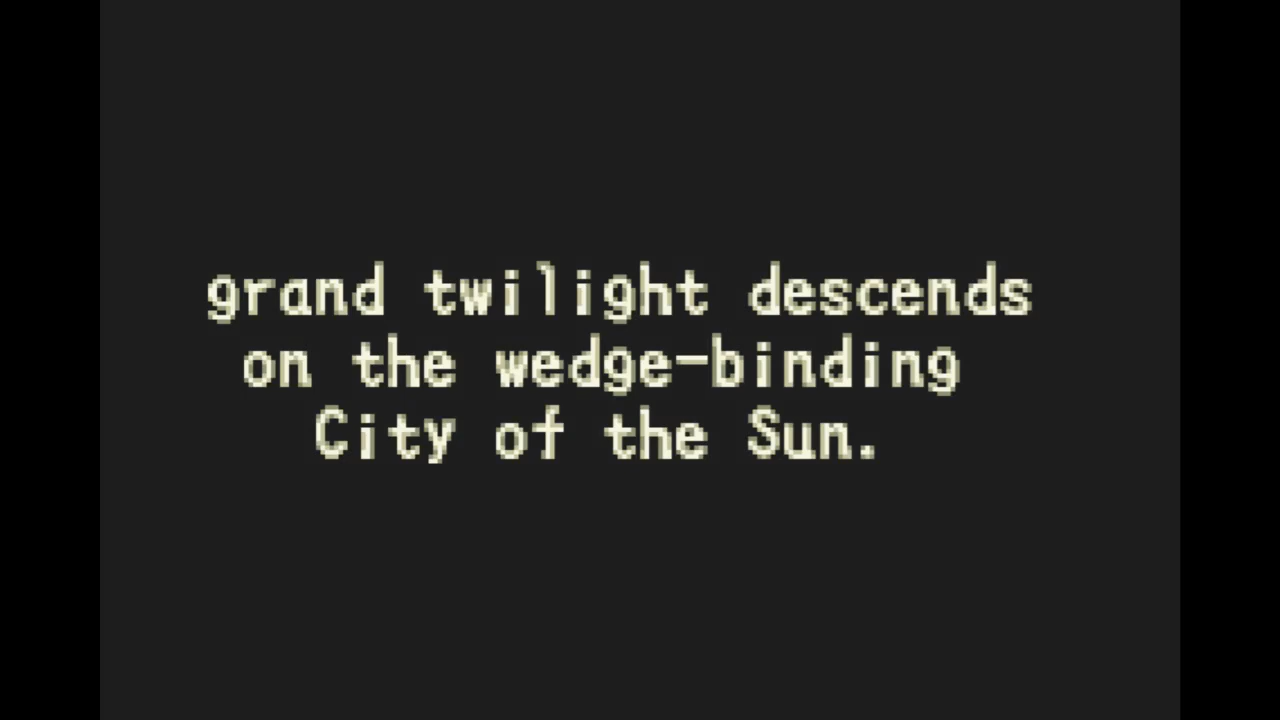 grand twilight descends
on the wedge-binding
City of the Sun.